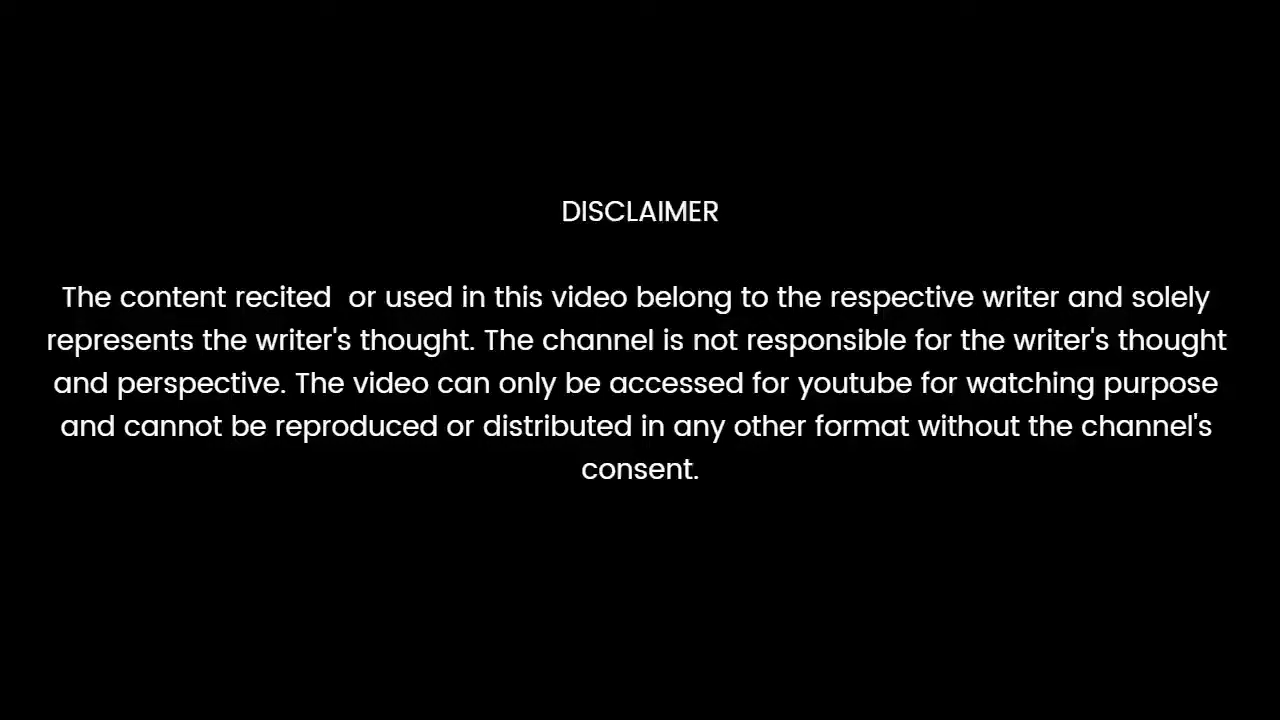 DISCLAIMER
The content recited  or used in this video belong to the respective writer and solely
represents the writer's thought. The channel is not responsible for the writer's thought
and perspective. The video can only be accessed for youtube for watching purpose
and cannot be reproduced or distributed in any other format without the channel's
consent.